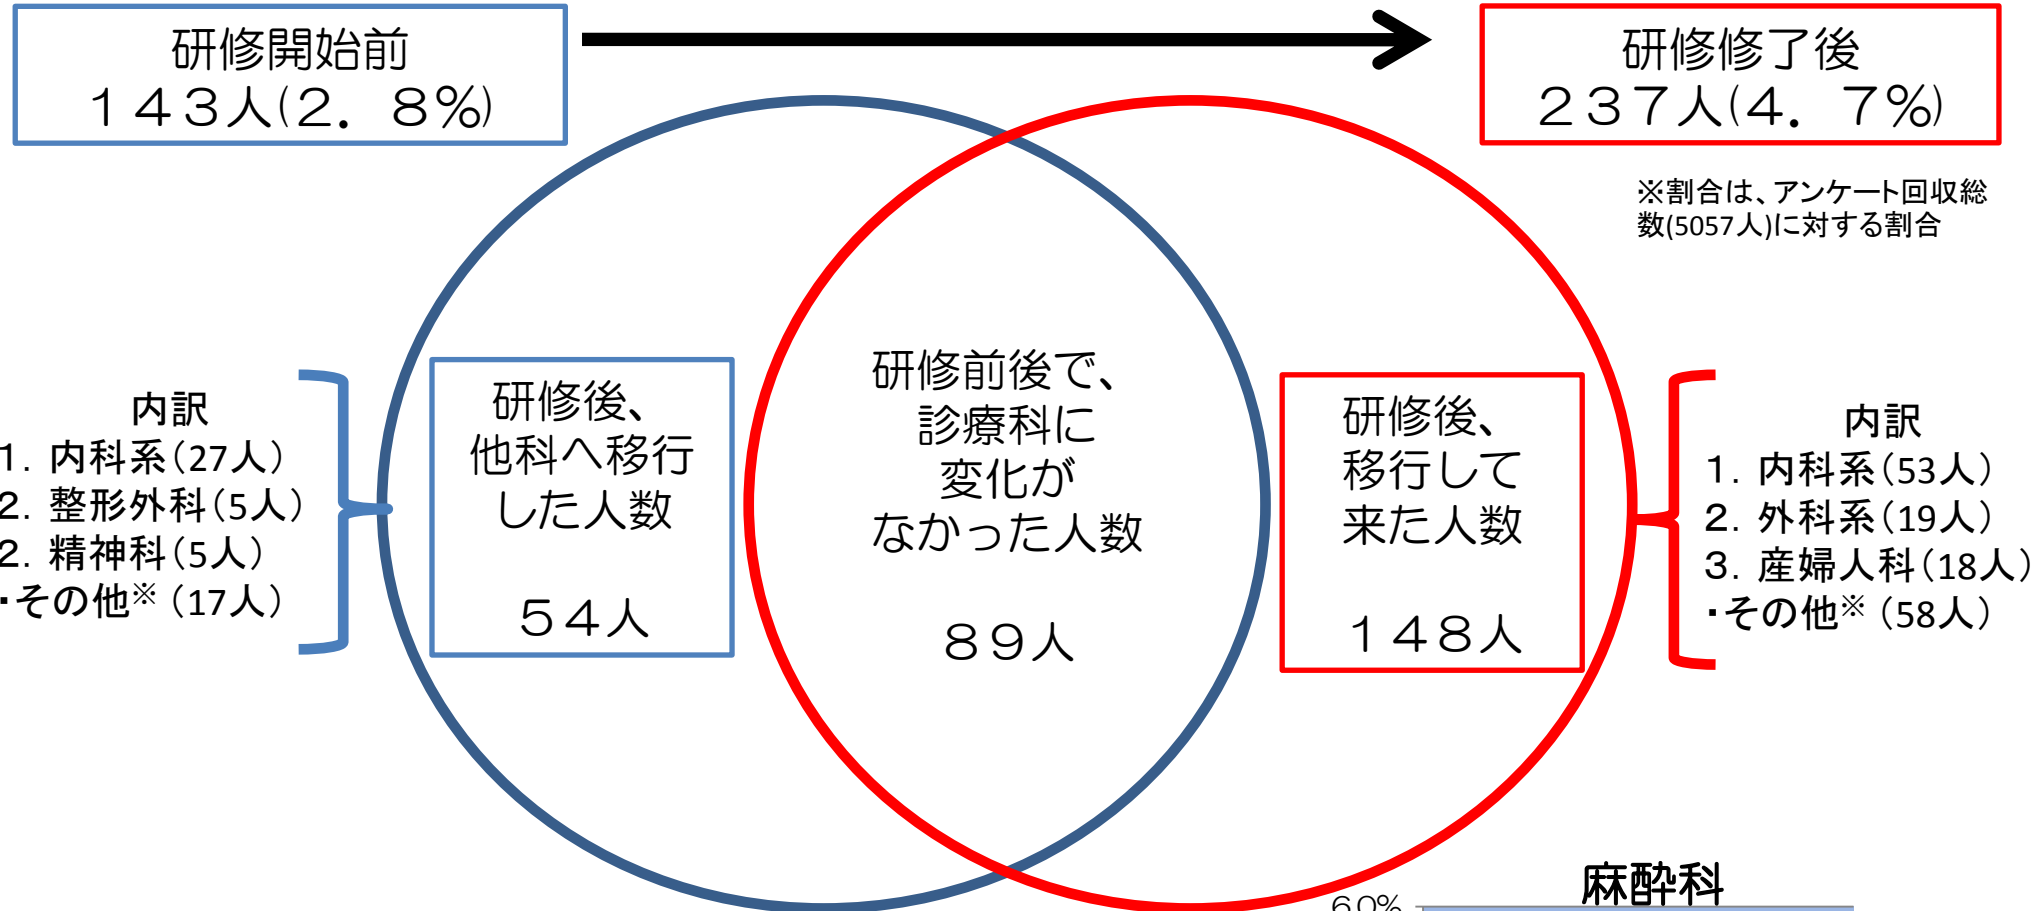 研修開始前
143人(2．8%)
研修修了後
237人(4．7%)
※割合は、アンケート回収総
数(5057人)に対する割合
内訳
1．内科系(27人)
2．整形外科(5人)
2．精神科(5人)
・その他※(17人)
研修後、
他科へ移行
した人数
54人
研修前後で、
診療科に
変化が
なかった人数
89人
研修後、
移行して
来た人数
148人
内訳
1．内科系(53人)
2．外科系(19人)
3．産婦人科(18人)
・その他※(58人)
麻酔科
6.0%